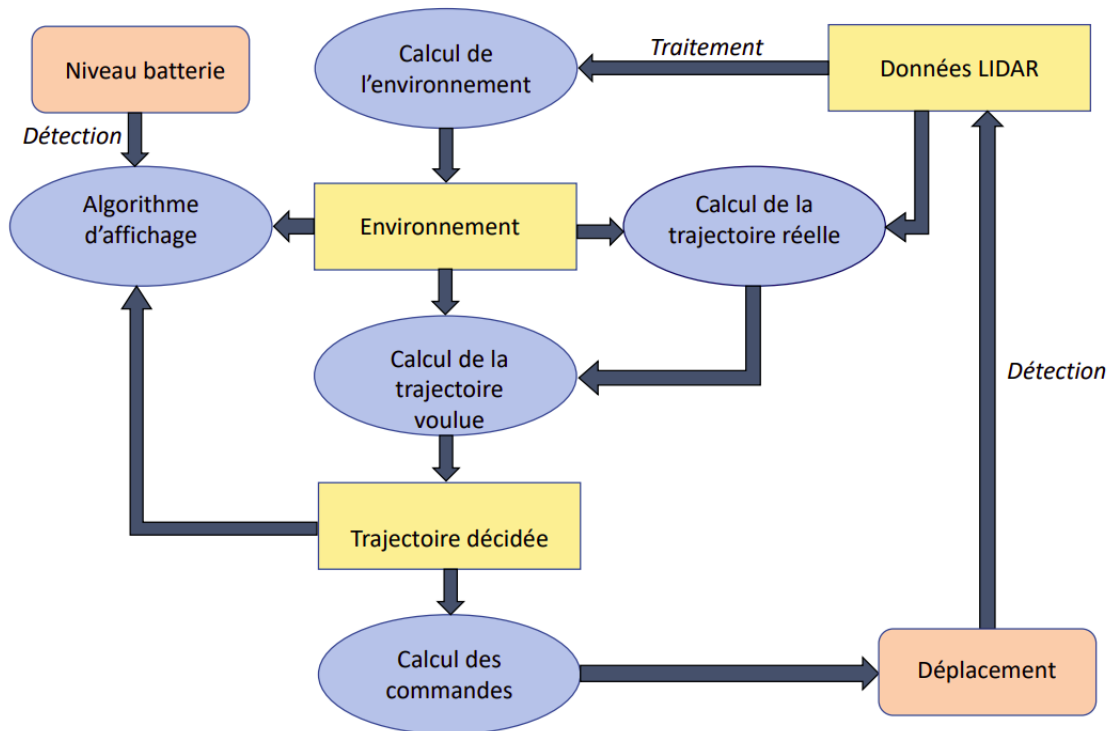 Niveau batterie
Calcul de
l’environnement
Traitement
Données LIDAR
Détection
Algorithme
d’affichage
Environnement
Calcul de la
trajectoire réelle
Calcul de la
trajectoire
voulue
Détection
Trajectoire décidée
Calcul des
commandes
Déplacement